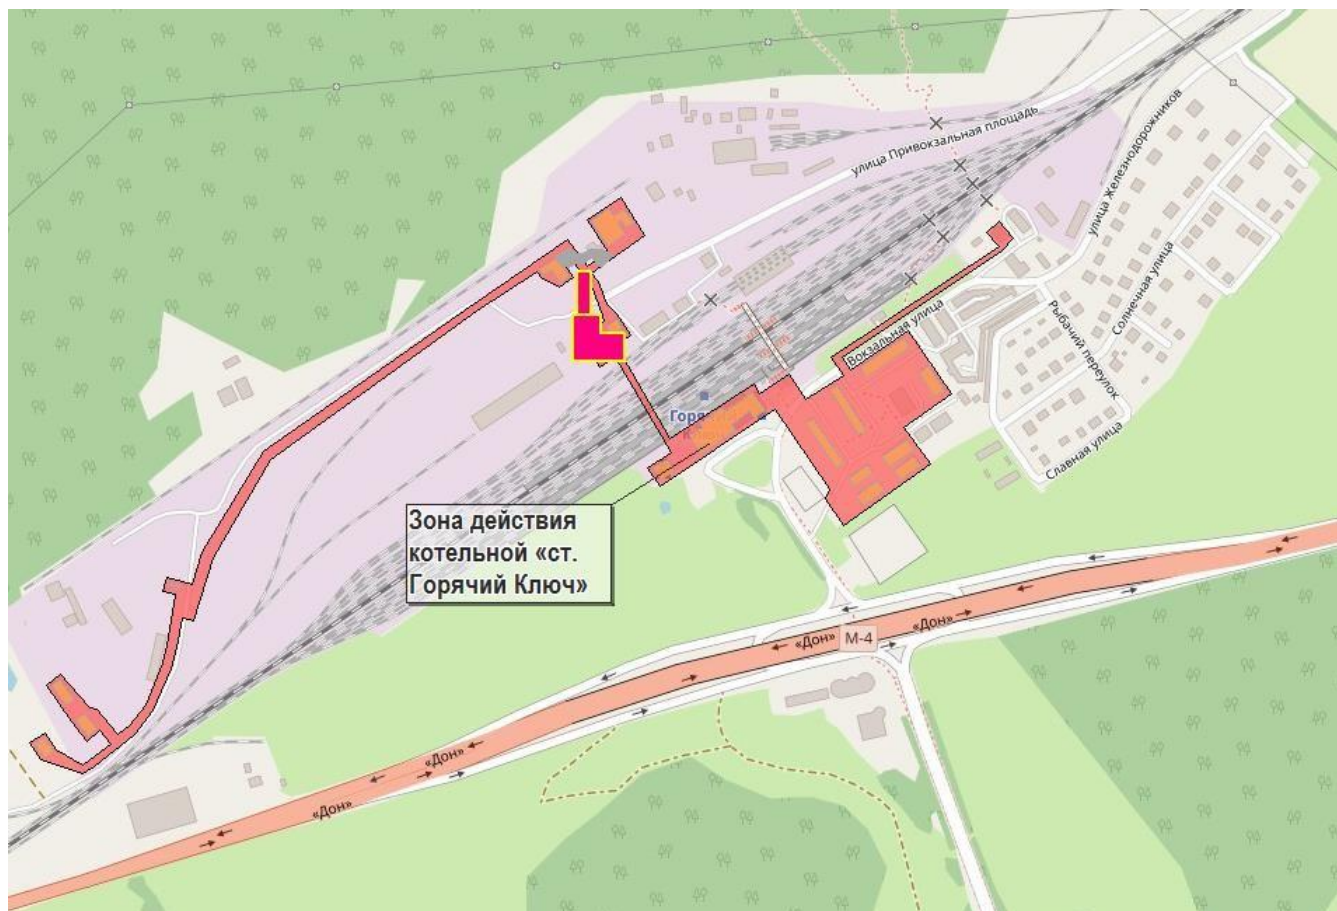 улица Привокзальная площадь
улица Железнодорожников
Солнечная улица
Рыбачий переулок
Вокзальная улица
Славная улица
Зона действия
котельной «ст.
Горячий Ключ»
«Дон»
М-4
«Дон»
«Дон»
«Дон»